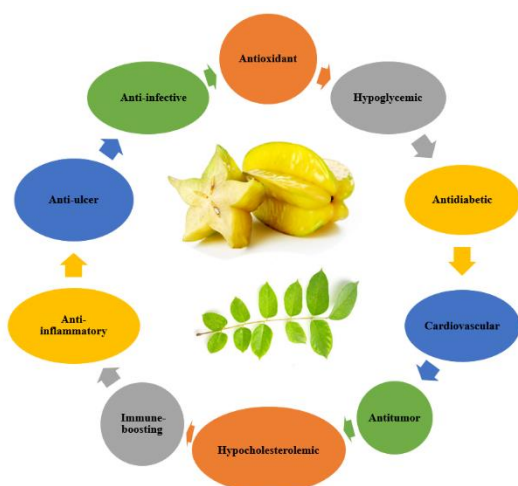 Antioxidant
Hypoglycemic
Antidiabetic
Cardiovascular
Antitumor
Hypocholesterolemic
Immune-
boosting
Anti-
inflammatory
Anti-ulcer
Anti-infective